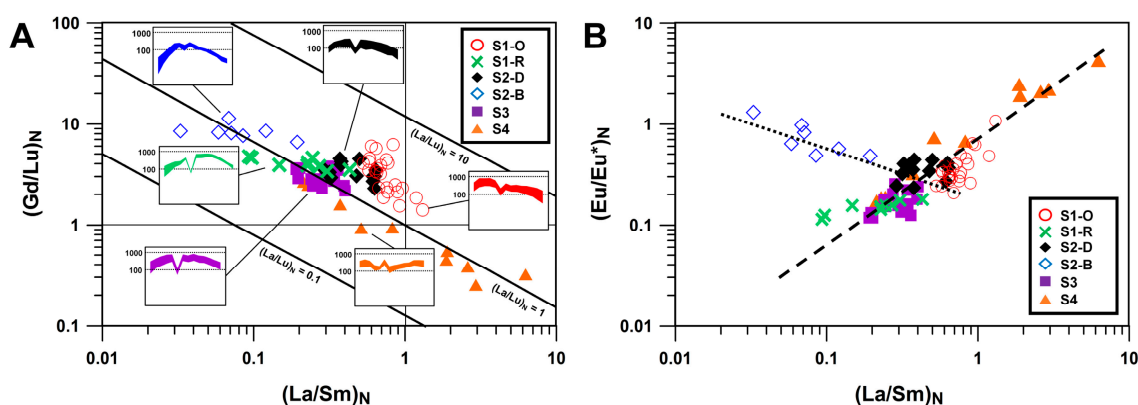 A
(Gd/Lu)N
100
10
1
0.1
0.01
0.1
1
10
(La/Sm)N
1000
100
1000
100
1000
100
1000
100
1000
100
1000
100
(La/Lu)N = 10
(La/Lu)N = 1
(La/Lu)N = 0.1
S1-O
S1-R
S2-D
S2-B
S3
S4
B
(Eu/Eu*)N
10
1
0.1
0.01
0.01
0.1
1
10
(La/Sm)N
S1-O
S1-R
S2-D
S2-B
S3
S4